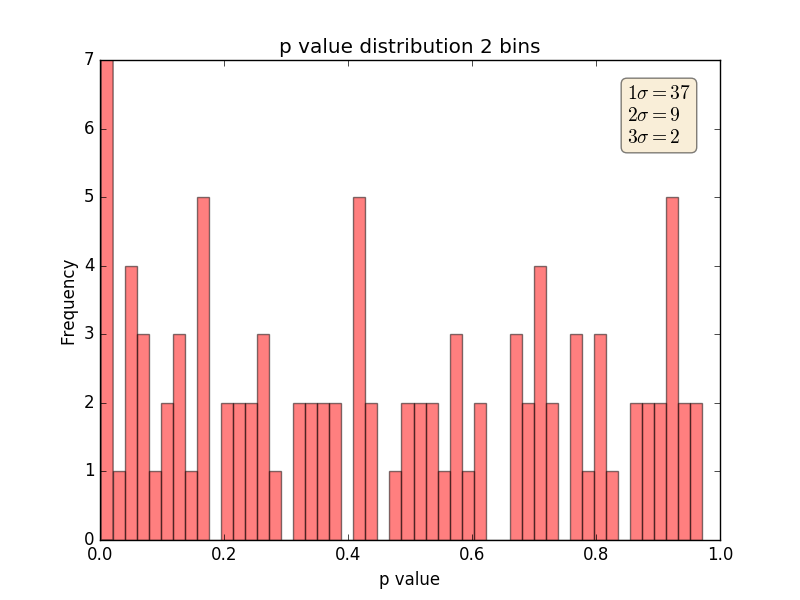 p value distribution 2 bins
1σ = 37
2σ = 9
3σ = 2
7
6
5
4
3
2
1
0
Frequency
0.0 0.2 0.4 0.6 0.8 1.0
p value